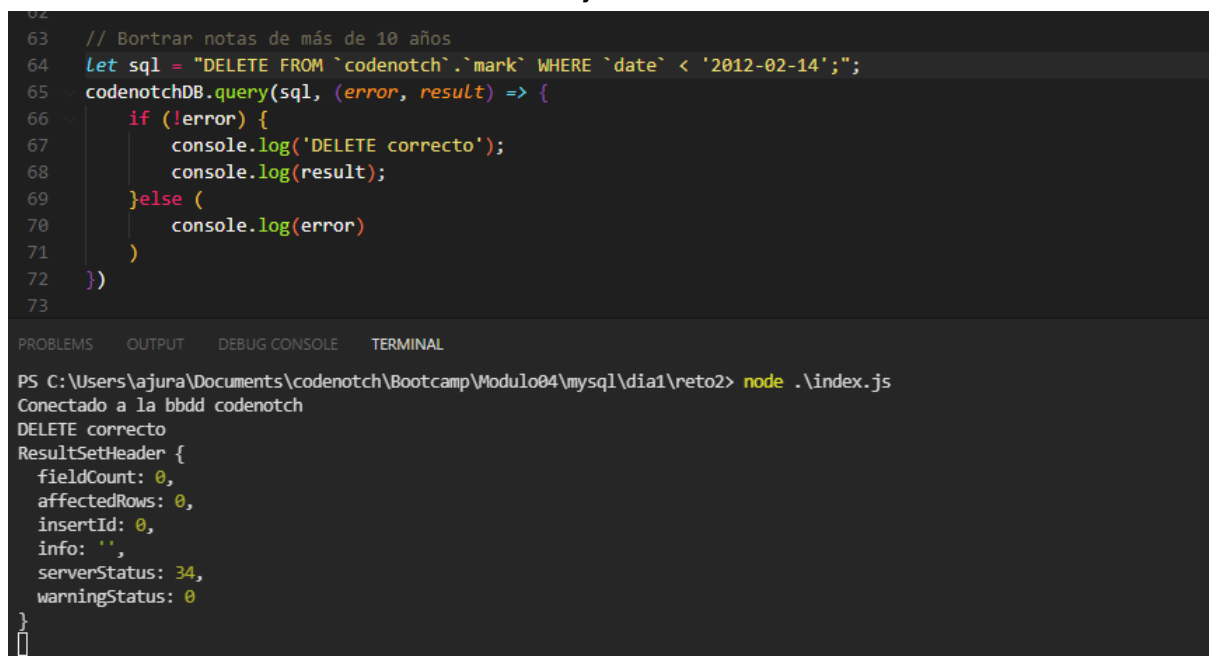 62
63 // Bortrar notas de más de 10 años
64 let sql = "DELETE FROM `codenotch`.`mark` WHERE `date` < '2012-02-14';";
65 codenotchDB.query(sql, (error, result) => {
66 if (!error) {
67 console.log('DELETE correcto');
68 console.log(result);
69 }else (
70 console.log(error)
71 )
72 })
73
PROBLEMS OUTPUT DEBUG CONSOLE TERMINAL
PS C:\Users\ajura\Documents\codenotch\Bootcamp\Modulo04\mysql\dia1\reto2> node .\index.js
Conectado a la bbdd codenotch
DELETE correcto
ResultSetHeader {
fieldCount: 0,
affectedRows: 0,
insertId: 0,
info: '',
serverStatus: 34,
warningStatus: 0
}